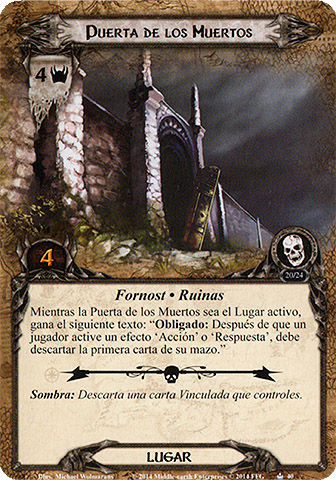 Puerta de los Muertos
4
4
20/24
Fornost • Ruinas
Mientras la Puerta de los Muertos sea el Lugar activo,
gana el siguiente texto: “Obligado: Después de que un
jugador active un efecto ‘Acción’ o ‘Respuesta’, debe
descartar la primera carta de su mazo.”
Sombra: Descarta una carta Vinculada que controles.
LUGAR
Ilus. Michael Wolmarans
©2014 Middle-earth Enterprises © 2014 FFG
40